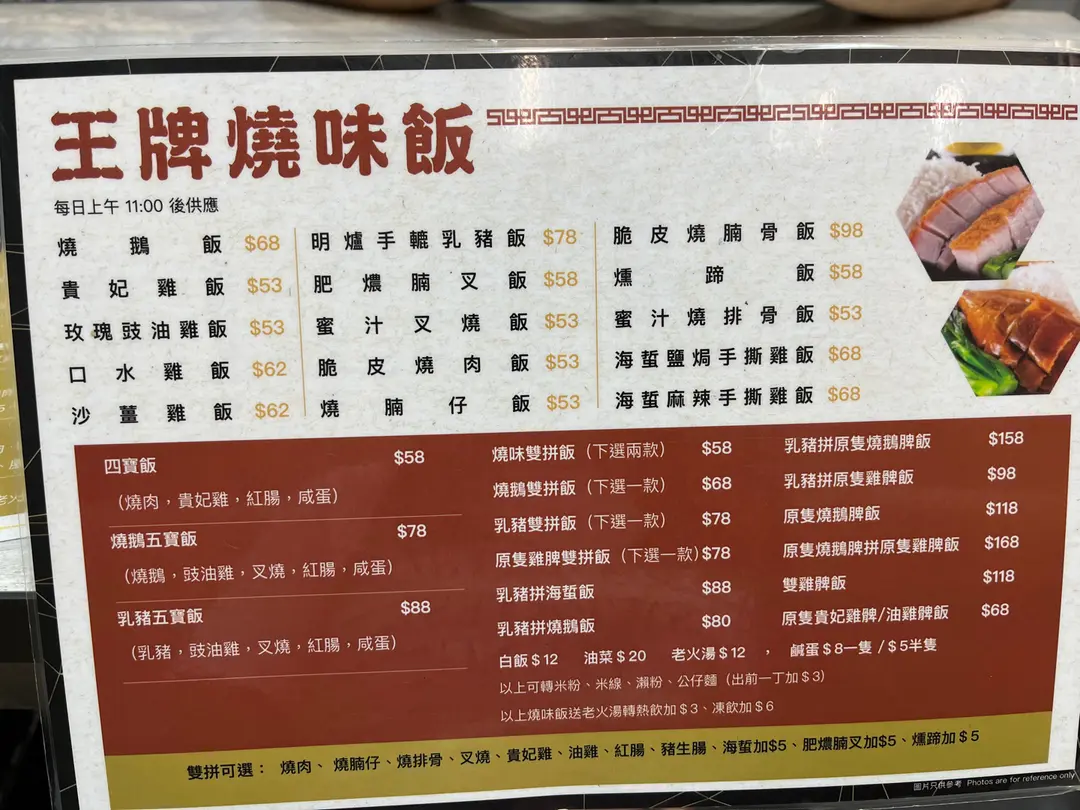 王牌燒味飯
每日上午 11:00 後供應
燒鵝飯 $68
貴妃雞飯 $53
玫瑰豉油雞飯 $53
口水雞飯 $62
沙薑雞飯 $62
明爐手轆乳豬飯 $78
肥燶腩叉飯 $58
蜜汁叉燒飯 $53
脆皮燒肉飯 $53
燒腩仔飯 $53
脆皮燒腩骨飯 $98
燻蹄飯 $58
蜜汁燒排骨飯 $53
海蜇鹽焗手撕雞飯 $68
海蜇麻辣手撕雞飯 $68
四寶飯 $58
（燒肉，貴妃雞，紅腸，咸蛋）
燒鵝五寶飯 $78
（燒鵝，豉油雞，叉燒，紅腸，咸蛋）
乳豬五寶飯 $88
（乳豬，豉油雞，叉燒，紅腸，咸蛋）
燒味雙拼飯（下選兩款） $58
燒鵝雙拼飯（下選一款） $68
乳豬雙拼飯（下選一款） $78
原隻雞脾雙拼飯（下選一款）$78
乳豬拼海蜇飯 $88
乳豬拼燒鵝飯 $80
乳豬拼原隻燒鵝脾飯 $158
乳豬拼原隻雞髀飯 $98
原隻燒鵝脾飯 $118
原隻燒鵝脾拼原隻雞脾飯 $168
雙雞髀飯 $118
原隻貴妃雞髀/油雞髀飯 $68
白飯$12 油菜$20 老火湯$12 ， 鹹蛋$8一隻 /$5半隻
以上可轉米粉、米線、瀨粉、公仔麵（出前一丁加$3）
以上燒味飯送老火湯轉熱飲加$3、凍飲加$6
雙拼可選： 燒肉、燒腩仔、燒排骨、叉燒、貴妃雞、油雞、紅腸、豬生腸、海蜇加$5、肥燶腩叉加$5、燻蹄加$5
圖片只供參考 Photos are for reference only